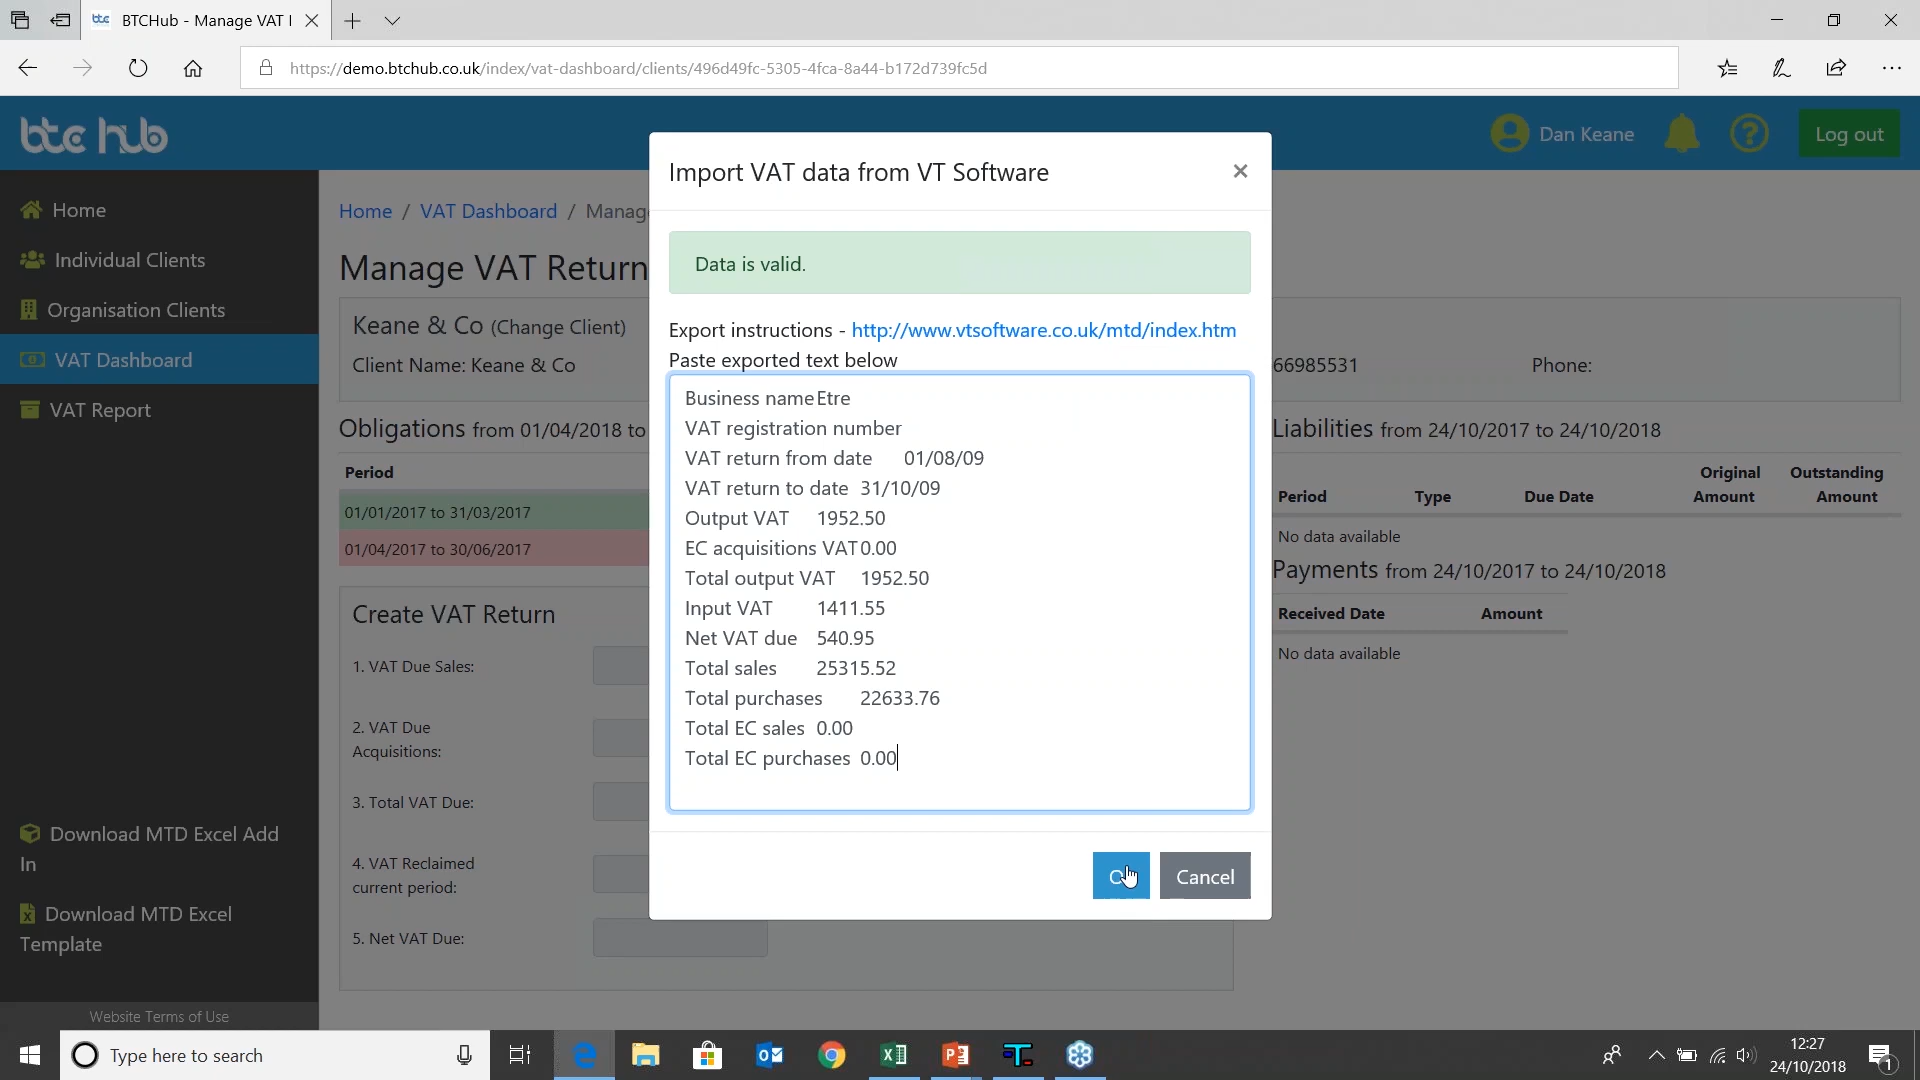 BTCHub - Manage VAT I
https://demo.btchub.co.uk/index/vat-dashboard/clients/496d49fc-5305-4fca-8a44-b172d739fc5d
btc hub
Dan Keane
Log out
Home
Individual Clients
Organisation Clients
VAT Dashboard
VAT Report
Download MTD Excel Add
In
Download MTD Excel
Template
Website Terms of Use
Home / VAT Dashboard /
Manage VAT Return
Keane & Co (Change Client)
Client Name: Keane & Co
66985531
Phone:
Obligations from 01/04/2018 to
Period
01/01/2017 to 31/03/2017
01/04/2017 to 30/06/2017
Create VAT Return
1. VAT Due Sales:
2. VAT Due
Acquisitions:
3. Total VAT Due:
4. VAT Reclaimed
current period:
5. Net VAT Due:
Import VAT data from VT Software
×
Data is valid.
Export instructions - http://www.vtsoftware.co.uk/mtd/index.htm
Paste exported text below
Business name Etre
VAT registration number
VAT return from date 01/08/09
VAT return to date 31/10/09
Output VAT 1952.50
EC acquisitions VAT 0.00
Total output VAT 1952.50
Input VAT 1411.55
Net VAT due 540.95
Total sales 25315.52
Total purchases 22633.76
Total EC sales 0.00
Total EC purchases 0.00
Cancel
Liabilities from 24/10/2017 to 24/10/2018
Period Type Due Date Original Amount Outstanding Amount
No data available
Payments from 24/10/2017 to 24/10/2018
Received Date Amount
No data available
Type here to search
12:27
24/10/2018
1